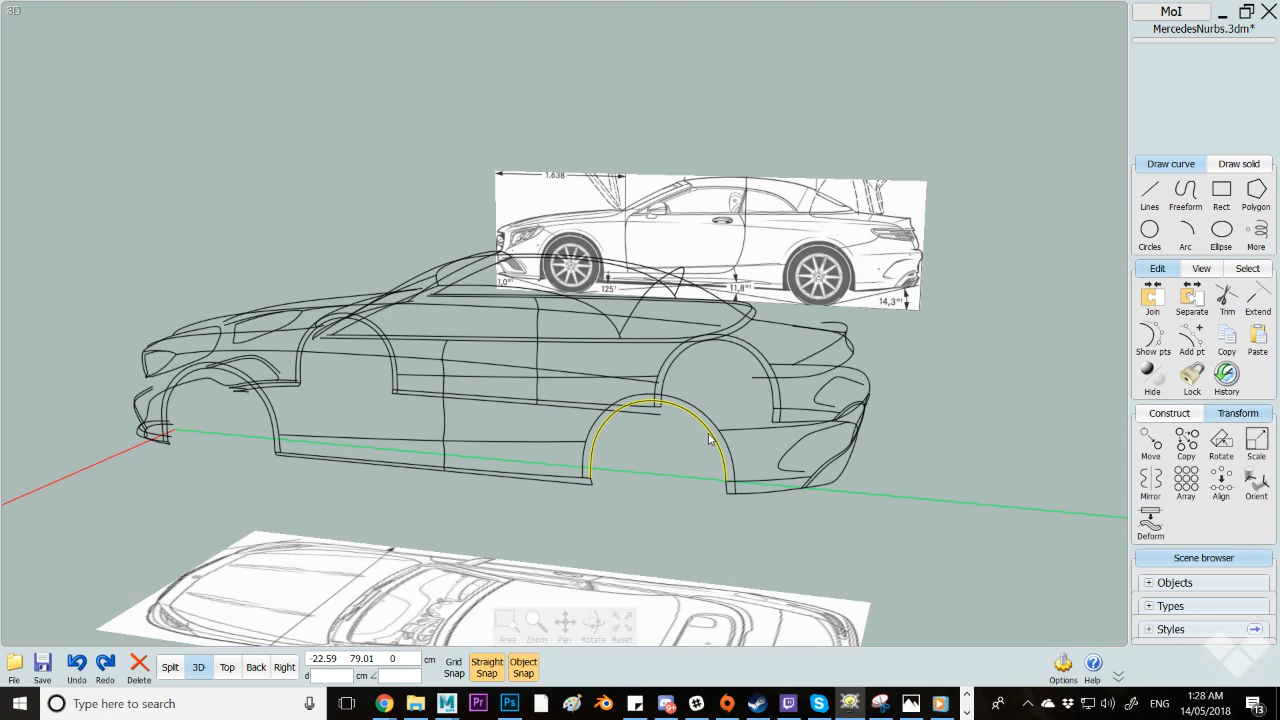 3D
MoI
MercedesNurbs.3dm*
Draw curve
Draw solid
Lines
Freeform
Rect
Polygon
Circles
Arc
Ellipse
More
Edit
View
Select
Join
Separate
Trim
Extend
Show pts
Add pt
Copy
Paste
Hide
Lock
History
Construct
Transform
Move
Copy
Rotate
Scale
Mirror
Array
Align
Orient
Deform
Scene browser
Objects
Types
Styles
1.638
125¹
11,8°¹
14,3°¹
Area
Zoom
Pan
Rotate
Reset
File
Save
Undo
Redo
Delete
Split
3D
Top
Back
Right
-22.59 79.01 0 cm
d cm ∠
Grid Snap
Straight Snap
Object Snap
Options
Help
Type here to search
ENG
1:28 AM
14/05/2018